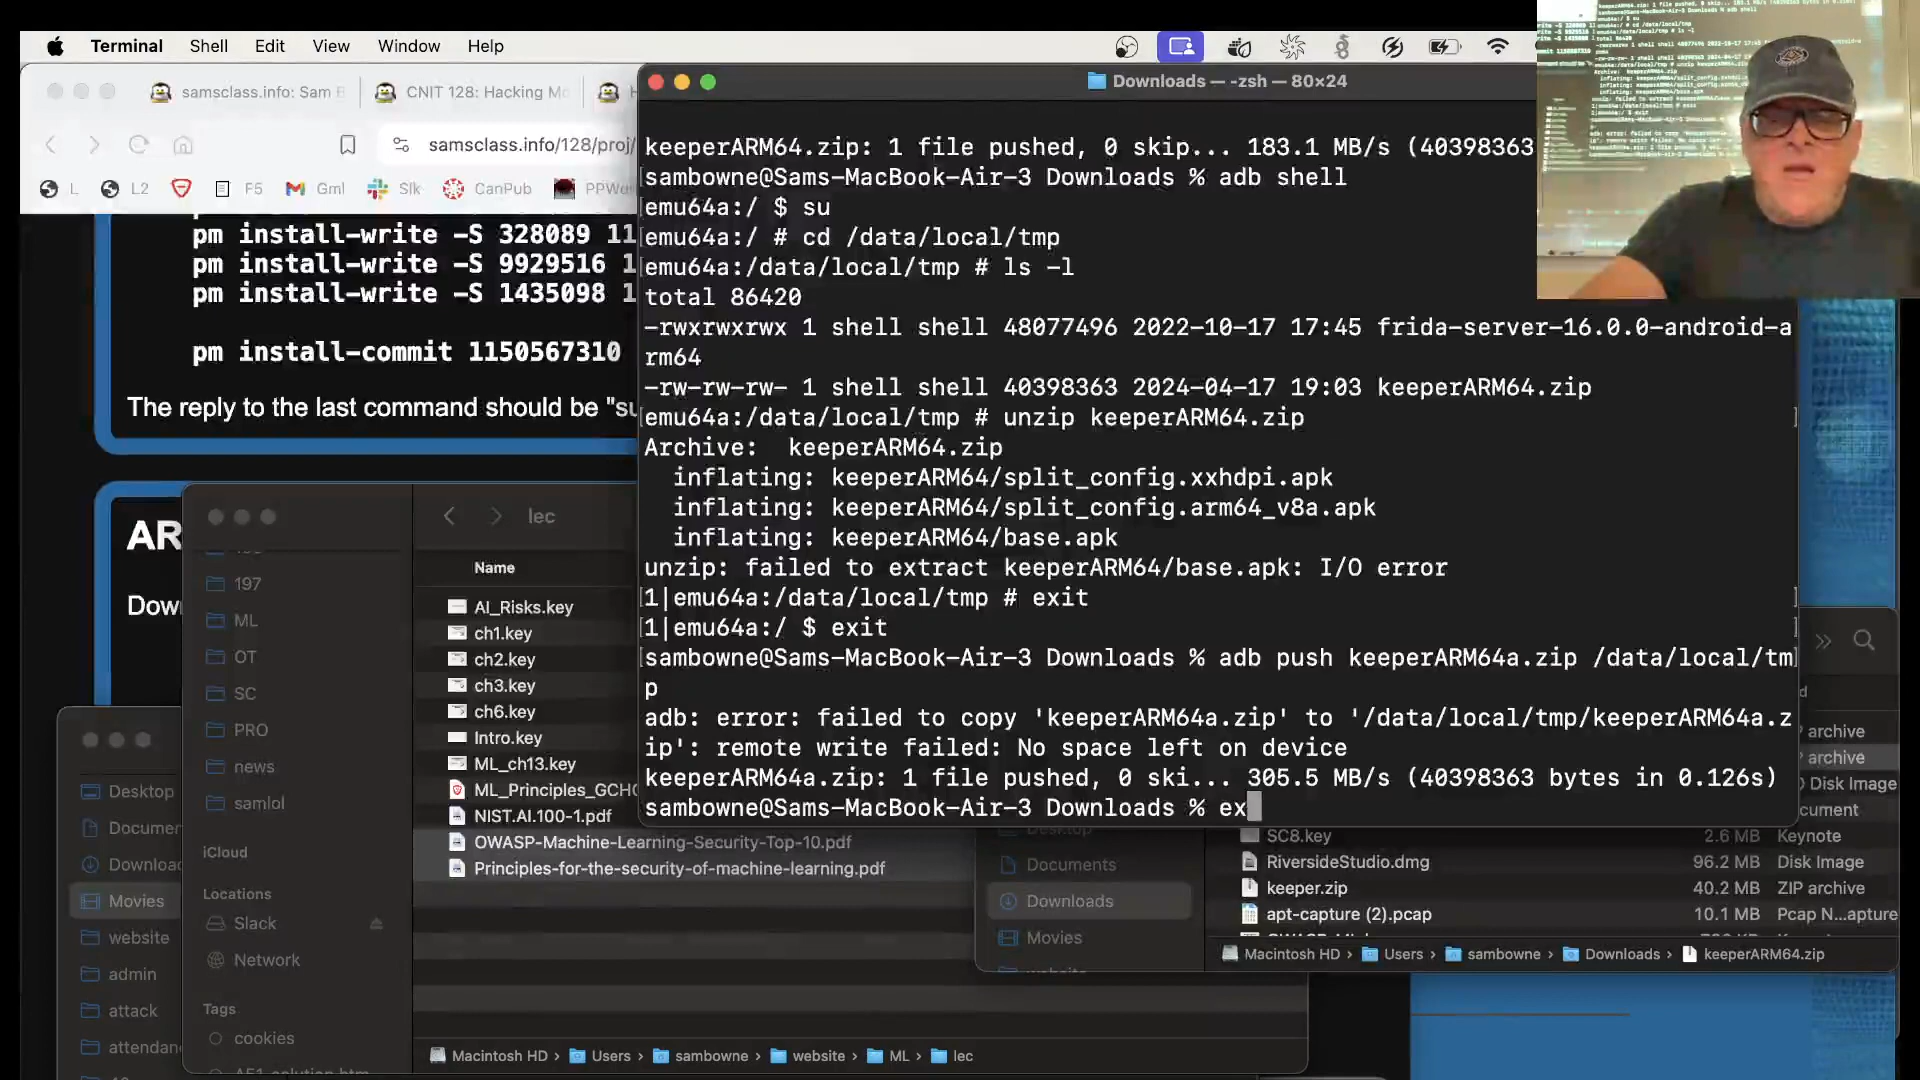 Terminal Shell Edit View Window Help
samsclass.info: Sam B
CNIT 128: Hacking Mo
samsclass.info/128/proj/
L L2 F5 Gml Slk CanPub PPW
pm install-write -S 328089 11
pm install-write -S 9929516 1
pm install-write -S 1435098 1
pm install-commit 1150567310
The reply to the last command should be "su
AR
Dow
Downloads — -zsh — 80×24
keeperARM64.zip: 1 file pushed, 0 skip... 183.1 MB/s (40398363
sambowne@Sams-MacBook-Air-3 Downloads % adb shell
emu64a:/ $ su
emu64a:/ # cd /data/local/tmp
emu64a:/data/local/tmp # ls -l
total 86420
-rwxrwxrwx 1 shell shell 48077496 2022-10-17 17:45 frida-server-16.0.0-android-a
rm64
-rw-rw-rw- 1 shell shell 40398363 2024-04-17 19:03 keeperARM64.zip
emu64a:/data/local/tmp # unzip keeperARM64.zip
Archive:  keeperARM64.zip
  inflating: keeperARM64/split_config.xxhdpi.apk
  inflating: keeperARM64/split_config.arm64_v8a.apk
  inflating: keeperARM64/base.apk
unzip: failed to extract keeperARM64/base.apk: I/O error
1|emu64a:/data/local/tmp # exit
1|emu64a:/ $ exit
sambowne@Sams-MacBook-Air-3 Downloads % adb push keeperARM64a.zip /data/local/tm
p
adb: error: failed to copy 'keeperARM64a.zip' to '/data/local/tmp/keeperARM64a.z
ip': remote write failed: No space left on device
keeperARM64a.zip: 1 file pushed, 0 ski... 305.5 MB/s (40398363 bytes in 0.126s)
sambowne@Sams-MacBook-Air-3 Downloads % ex
lec
197
ML
OT
SC
PRO
news
samlol
iCloud
Locations
Slack
Network
Tags
cookies
Name
AI_Risks.key
ch1.key
ch2.key
ch3.key
ch6.key
Intro.key
ML_ch13.key
ML_Principles_GCHQ
NIST.AI.100-1.pdf
OWASP-Machine-Learning-Security-Top-10.pdf
Principles-for-the-security-of-machine-learning.pdf
Macintosh HD › Users › sambowne › website › ML › lec
Desktop
Documen
Downloac
Movies
website
admin
attack
attendan
Documents
Downloads
Movies
archive
archive
Disk Image
cument
SC8.key 2.6 MB Keynote
RiversideStudio.dmg 96.2 MB Disk Image
keeper.zip 40.2 MB ZIP archive
apt-capture (2).pcap 10.1 MB Pcap N...apture
Macintosh HD › Users › sambowne › Downloads › keeperARM64.zip